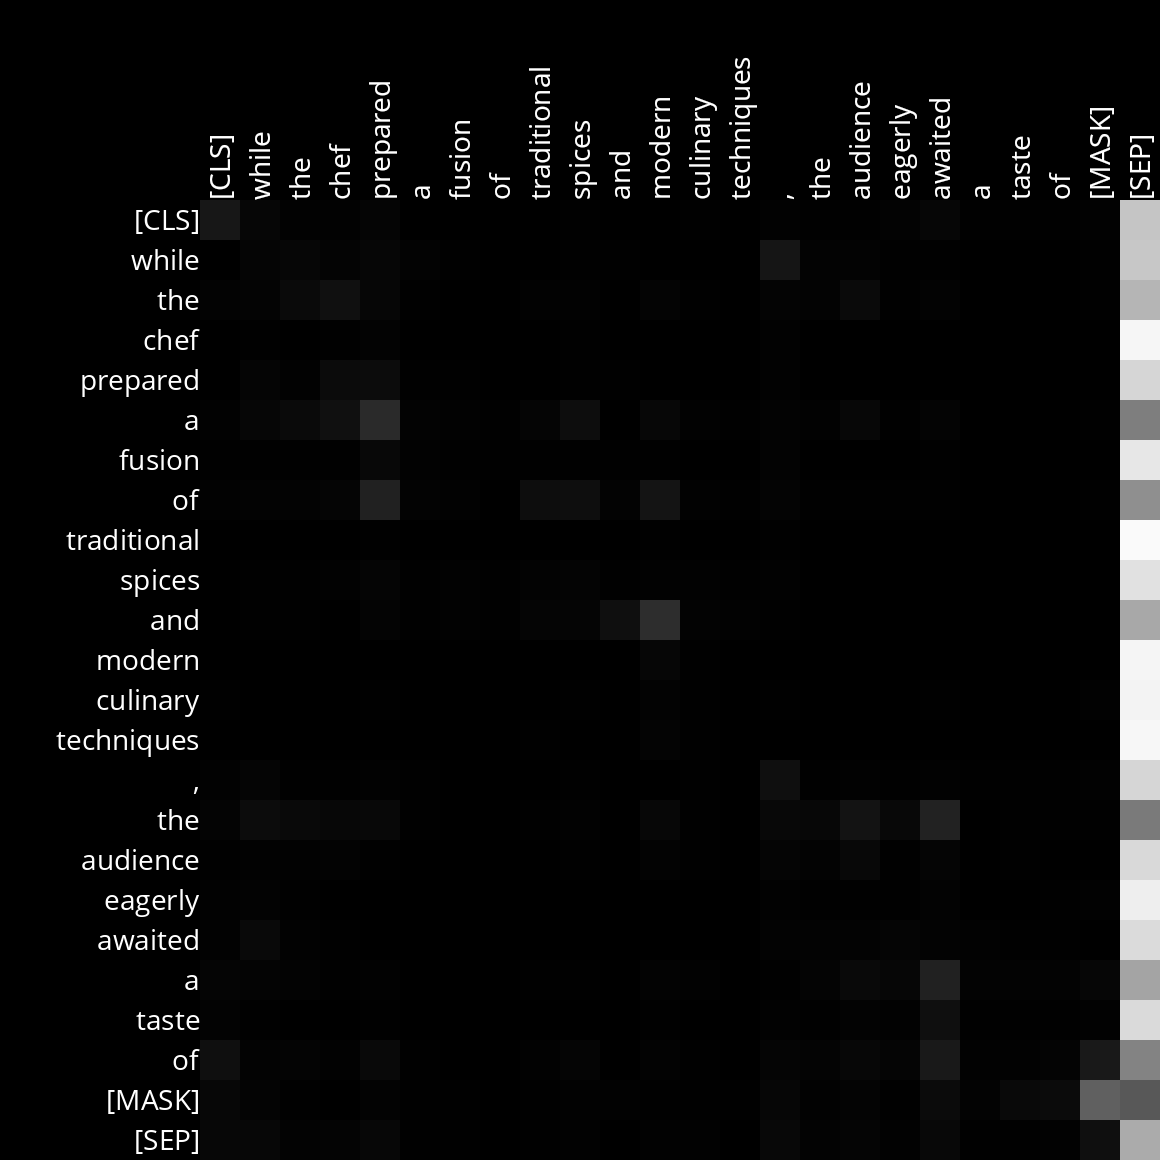 [CLS] while the chef prepared a fusion of traditional spices and modern culinary techniques , the audience eagerly awaited a taste of [MASK] [SEP]
[CLS]
while
the
chef
prepared
a
fusion
of
traditional
spices
and
modern
culinary
techniques
,
the
audience
eagerly
awaited
a
taste
of
[MASK]
[SEP]